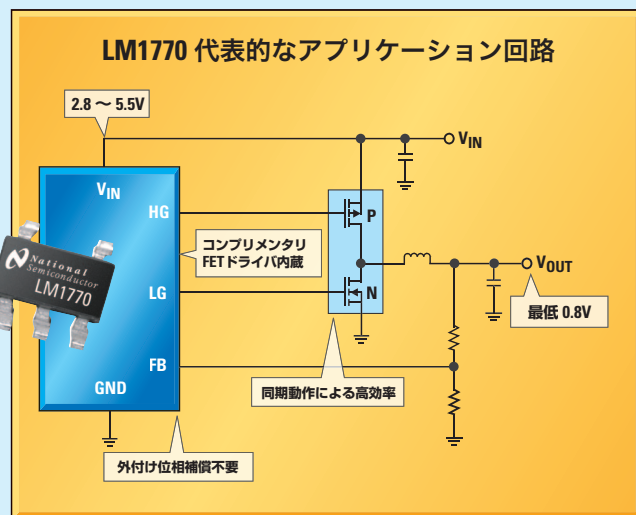 LM1770 代表的なアプリケーション回路
2.8 ～ 5.5V
VIN
VIN
HG
P
コンプリメンタリ
FETドライバ内蔵
National
Semiconductor
LM1770
LG
N
VOUT
最低 0.8V
FB
同期動作による高効率
GND
外付け位相補償不要